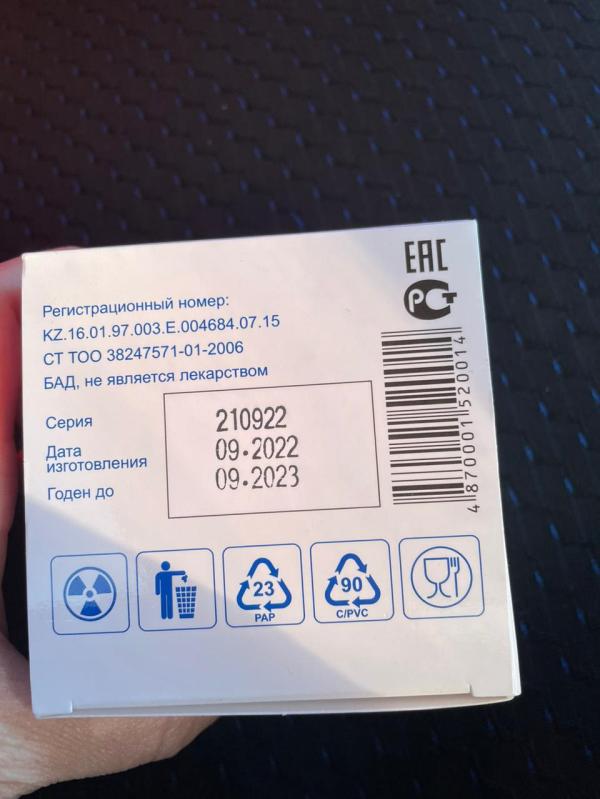 EAC
РСТ
Регистрационный номер:
KZ.16.01.97.003.E.004684.07.15
СТ ТОО 38247571-01-2006
БАД, не является лекарством
Серия 210922
Дата
изготовления 09.2022
Годен до 09.2023
4870001520014
23
PAP
90
C/PVC